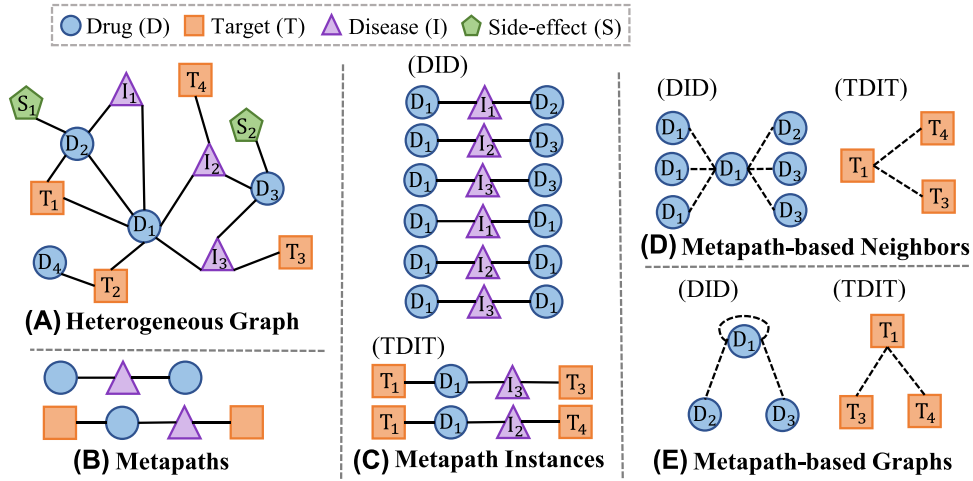 Drug (D) Target (T) Disease (I) Side-effect (S)
S₁
I₁
T₄
D₂
S₂
I₂
T₁
D₃
D₁
D₄
I₃
T₃
T₂
(A) Heterogeneous Graph
(B) Metapaths
(DID)
D₁ I₁ D₂
D₁ I₂ D₃
D₁ I₃ D₃
D₁ I₁ D₁
D₁ I₂ D₁
D₁ I₃ D₁
(TDIT)
T₁ D₁ I₃ T₃
T₁ D₁ I₂ T₄
(C) Metapath Instances
(DID) (TDIT)
D₁ D₂ T₄
D₁ D₁ D₃ T₁
D₁ D₃ T₃
(D) Metapath-based Neighbors
(DID) (TDIT)
D₁ T₁
D₂ D₃ T₃ T₄
(E) Metapath-based Graphs